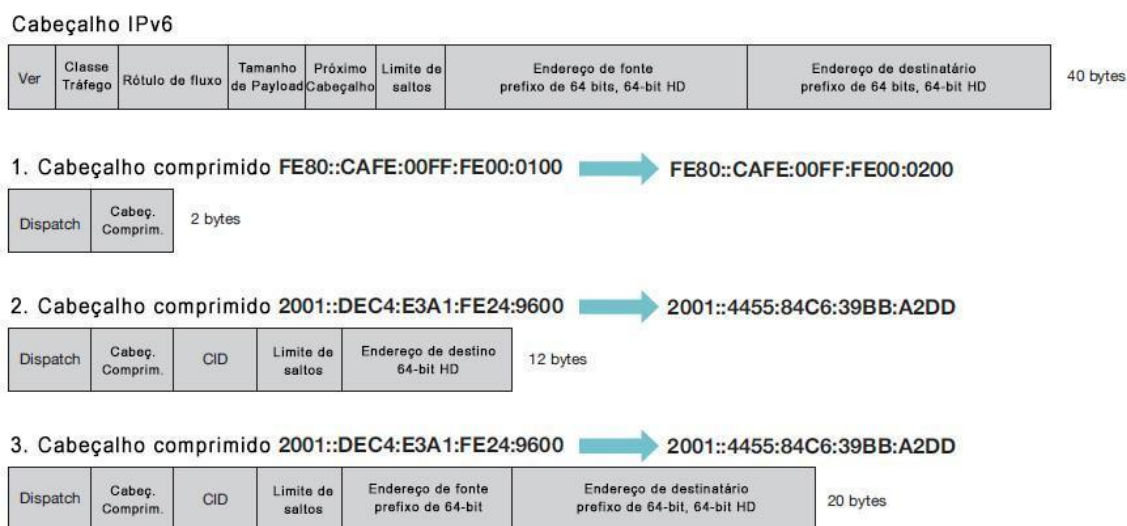 Cabeçalho IPv6
Ver
Classe
Tráfego
Rótulo de fluxo
Tamanho
de Payload
Próximo
Cabeçalho
Limite de
saltos
Endereço de fonte
prefixo de 64 bits, 64-bit HD
Endereço de destinatário
prefixo de 64 bits, 64-bit HD
40 bytes
1. Cabeçalho comprimido FE80::CAFE:00FF:FE00:0100 FE80::CAFE:00FF:FE00:0200
Dispatch
Cabeç.
Comprim.
2 bytes
2. Cabeçalho comprimido 2001::DEC4:E3A1:FE24:9600 2001::4455:84C6:39BB:A2DD
Dispatch
Cabeç.
Comprim.
CID
Limite de
saltos
Endereço de destino
64-bit HD
12 bytes
3. Cabeçalho comprimido 2001::DEC4:E3A1:FE24:9600 2001::4455:84C6:39BB:A2DD
Dispatch
Cabeç.
Comprim.
CID
Limite de
saltos
Endereço de fonte
prefixo de 64-bit
Endereço de destinatário
prefixo de 64-bit, 64-bit HD
20 bytes